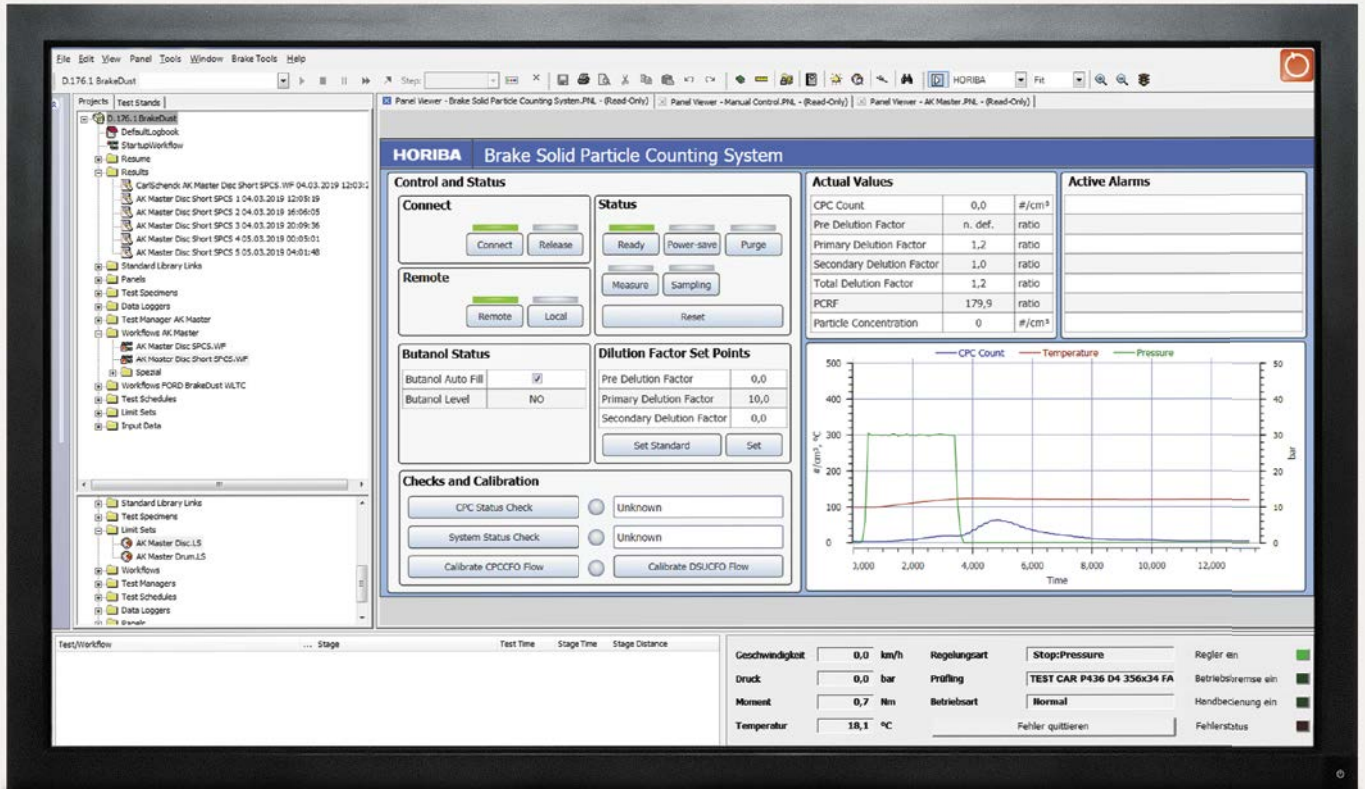 File Edit View Panel Tools Window Brake Tools Help
D.176.1 BrakeDust Step: HORIBA Fit
Projects Test Stands
Panel Viewer - Brake Solid Particle Counting System.PNL - (Read-Only) Panel Viewer - Manual Control.PNL - (Read-Only) Panel Viewer - AK Master.PNL - (Read-Only)
D.176.1 BrakeDust
DefaultLogbook
StartupWorkflow
Resume
Results
CarlSchenck AK Master Disc Short SPCS.WF 04.03.2019 12:03:2
AK Master Disc Short SPCS 1 04.03.2019 12:05:19
AK Master Disc Short SPCS 2 04.03.2019 16:06:05
AK Master Disc Short SPCS 3 04.03.2019 20:09:36
AK Master Disc Short SPCS 4 05.03.2019 00:05:01
AK Master Disc Short SPCS 5 05.03.2019 04:01:48
Standard Library Links
Panels
Test Specimens
Data Loggers
Test Manager AK Master
Workflows AK Master
AK Master Disc SPCS.WF
AK Master Disc Short SPCS.WF
Spezial
Workflows FORD BrakeDust WLTC
Test Schedules
Limit Sets
Input Data
Standard Library Links
Test Specimens
Limit Sets
AK Master Disc.LS
AK Master Drum.LS
Workflows
Test Managers
Test Schedules
Data Loggers
Panels
HORIBA Brake Solid Particle Counting System
Control and Status
Connect
Connect Release
Remote
Remote Local
Status
Ready Power-save Purge
Measure Sampling
Reset
Butanol Status
Butanol Auto Fill
Butanol Level NO
Dilution Factor Set Points
Pre Delution Factor 0,0
Primary Delution Factor 10,0
Secondary Delution Factor 0,0
Set Standard Set
Checks and Calibration
CPC Status Check Unknown
System Status Check Unknown
Calibrate CPCCFO Flow Calibrate DSUCFO Flow
Actual Values
CPC Count 0,0 #/cm³
Pre Delution Factor n. def. ratio
Primary Delution Factor 1,2 ratio
Secondary Delution Factor 1,0 ratio
Total Delution Factor 1,2 ratio
PCRF 179,9 ratio
Particle Concentration 0 #/cm³
Active Alarms
CPC Count Temperature Pressure
500 50
400 40
300 30
200 20
100 10
0 0
#/cm³, °C
bar
2,000 4,000 6,000 8,000 10,000 12,000
Time
Test/Workflow ... Stage Test Time Stage Time Stage Distance
Geschwindigkeit 0,0 km/h Regelungsart Stop:Pressure Regler ein
Druck 0,0 bar Prüfling TEST CAR P436 D4 356x34 FA Betriebsbremse ein
Moment 0,7 Nm Betriebsart Normal Handbedienung ein
Temperatur 18,1 °C Fehler quittieren Fehlerstatus